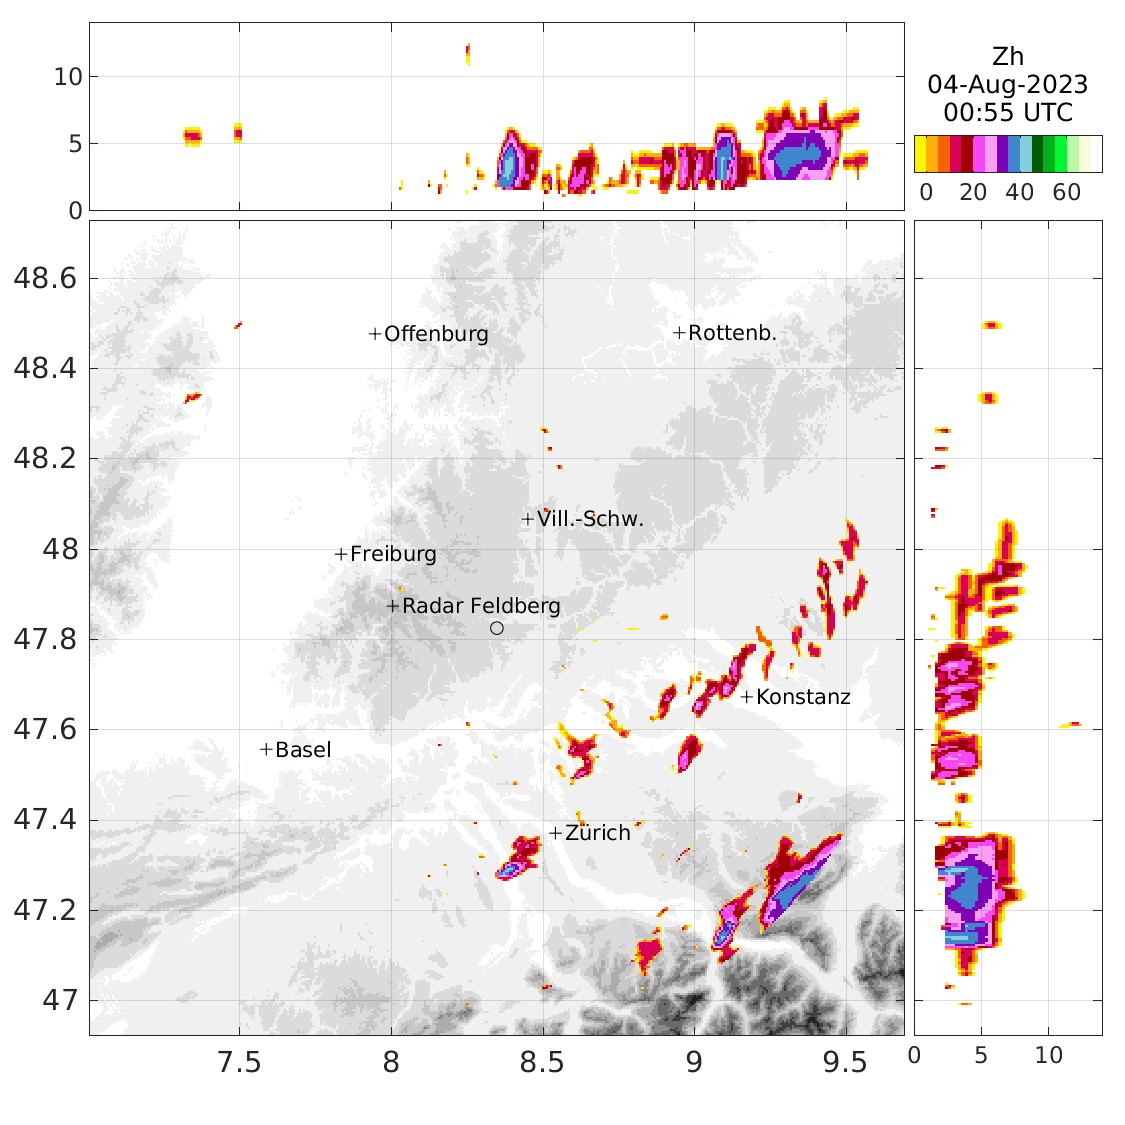 10
5
0
Zh
04-Aug-2023
00:55 UTC
0 20 40 60
48.6
48.4
48.2
48
47.8
47.6
47.4
47.2
47
Offenburg
Rottenb.
Vill.-Schw.
Freiburg
Radar Feldberg
Konstanz
Basel
Zürich
7.5 8 8.5 9 9.5
0 5 10